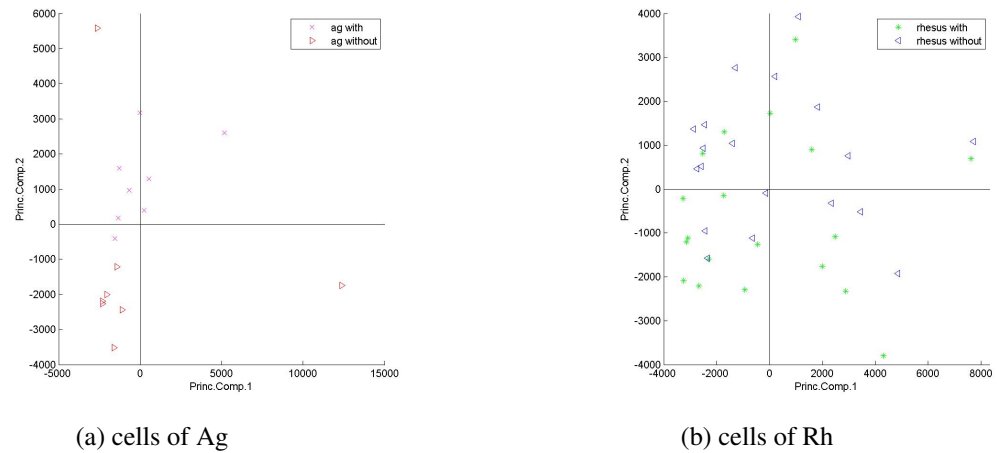 6000
5000
4000
3000
2000
1000
0
-1000
-2000
-3000
-4000
Princ.Comp.2
-5000 0 5000 10000 15000
Princ.Comp.1
ag with
ag without
(a) cells of Ag
4000
3000
2000
1000
0
-1000
-2000
-3000
-4000
Princ.Comp.2
-4000 -2000 0 2000 4000 6000 8000
Princ.Comp.1
rhesus with
rhesus without
(b) cells of Rh